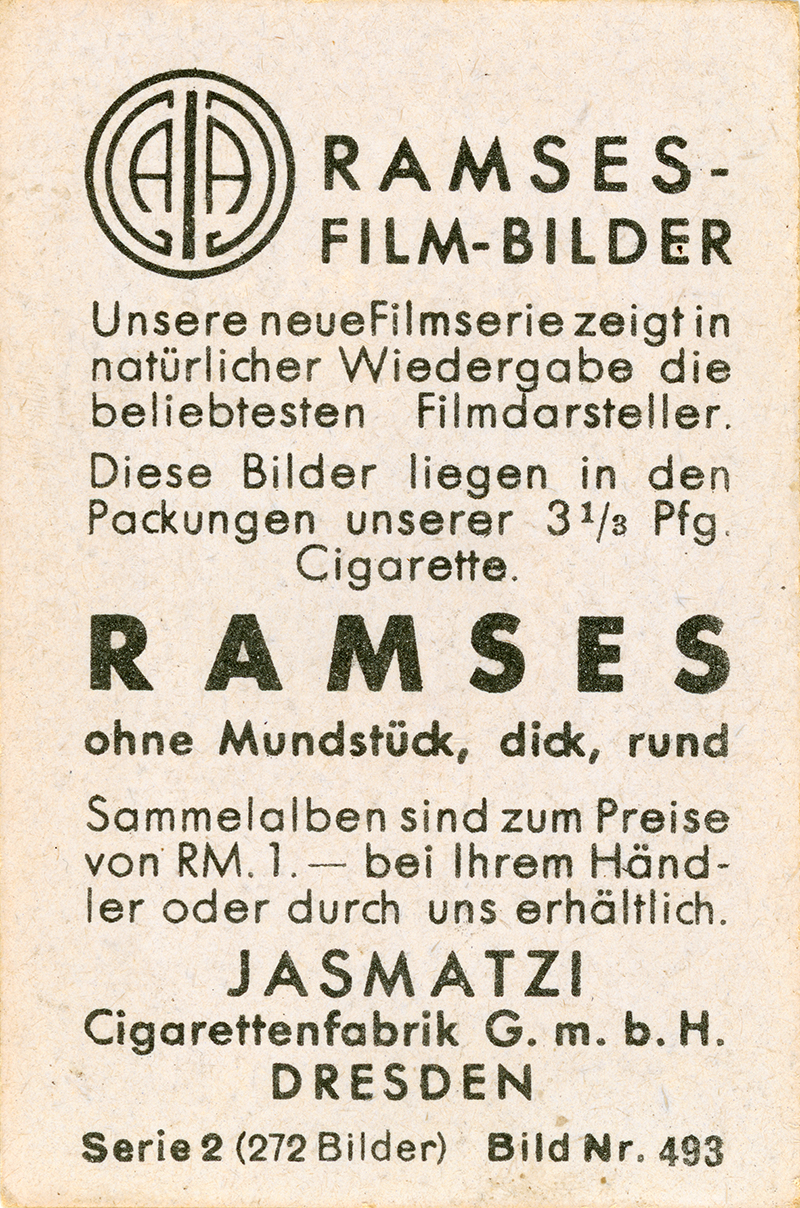 RAMSES-
FILM-BILDER
Unsere neue Filmserie zeigt in
natürlicher Wiedergabe die
beliebtesten Filmdarsteller.
Diese Bilder liegen in den
Packungen unserer 3 1/3 Pfg.
Cigarette.
RAMSES
ohne Mundstück, dick, rund
Sammelalben sind zum Preise
von RM. 1.— bei Ihrem Händ-
ler oder durch uns erhältlich.
JASMATZI
Cigarettenfabrik G. m. b. H.
DRESDEN
Serie 2 (272 Bilder) Bild Nr. 493